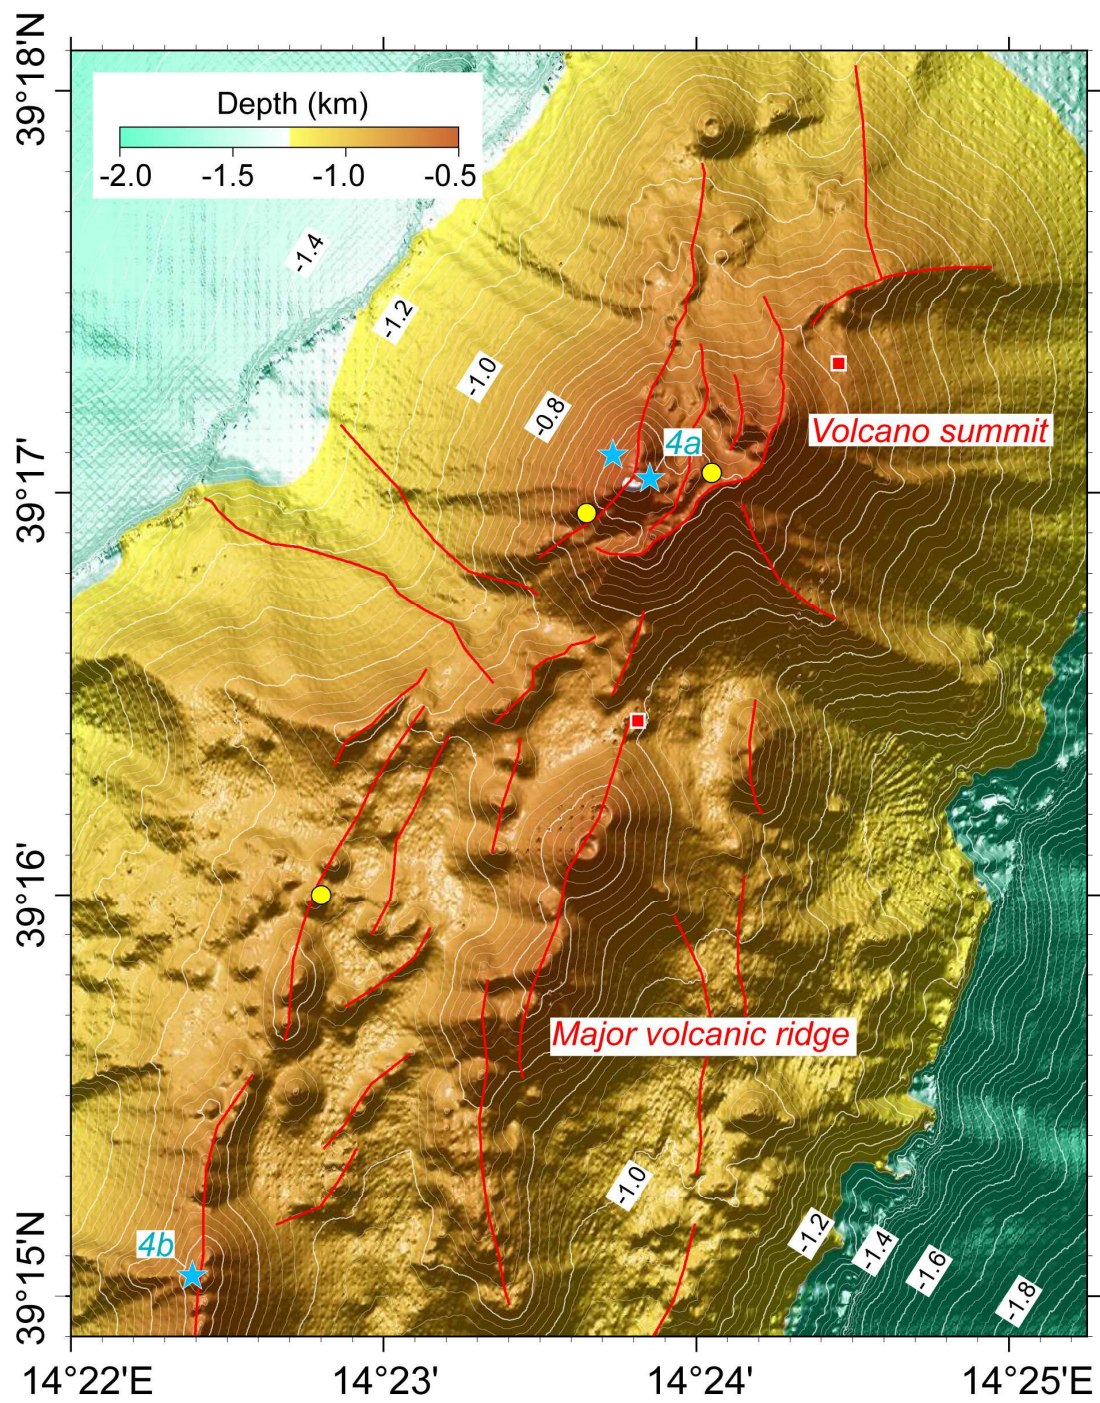 39°18'N
Depth (km)
-2.0 -1.5 -1.0 -0.5
-1.4
-1.2
-1.0
-0.8
Volcano summit
4a
39°17'
39°16'
Major volcanic ridge
-1.0
-1.2
-1.4
-1.6
-1.8
4b
39°15'N
14°22'E 14°23' 14°24' 14°25'E